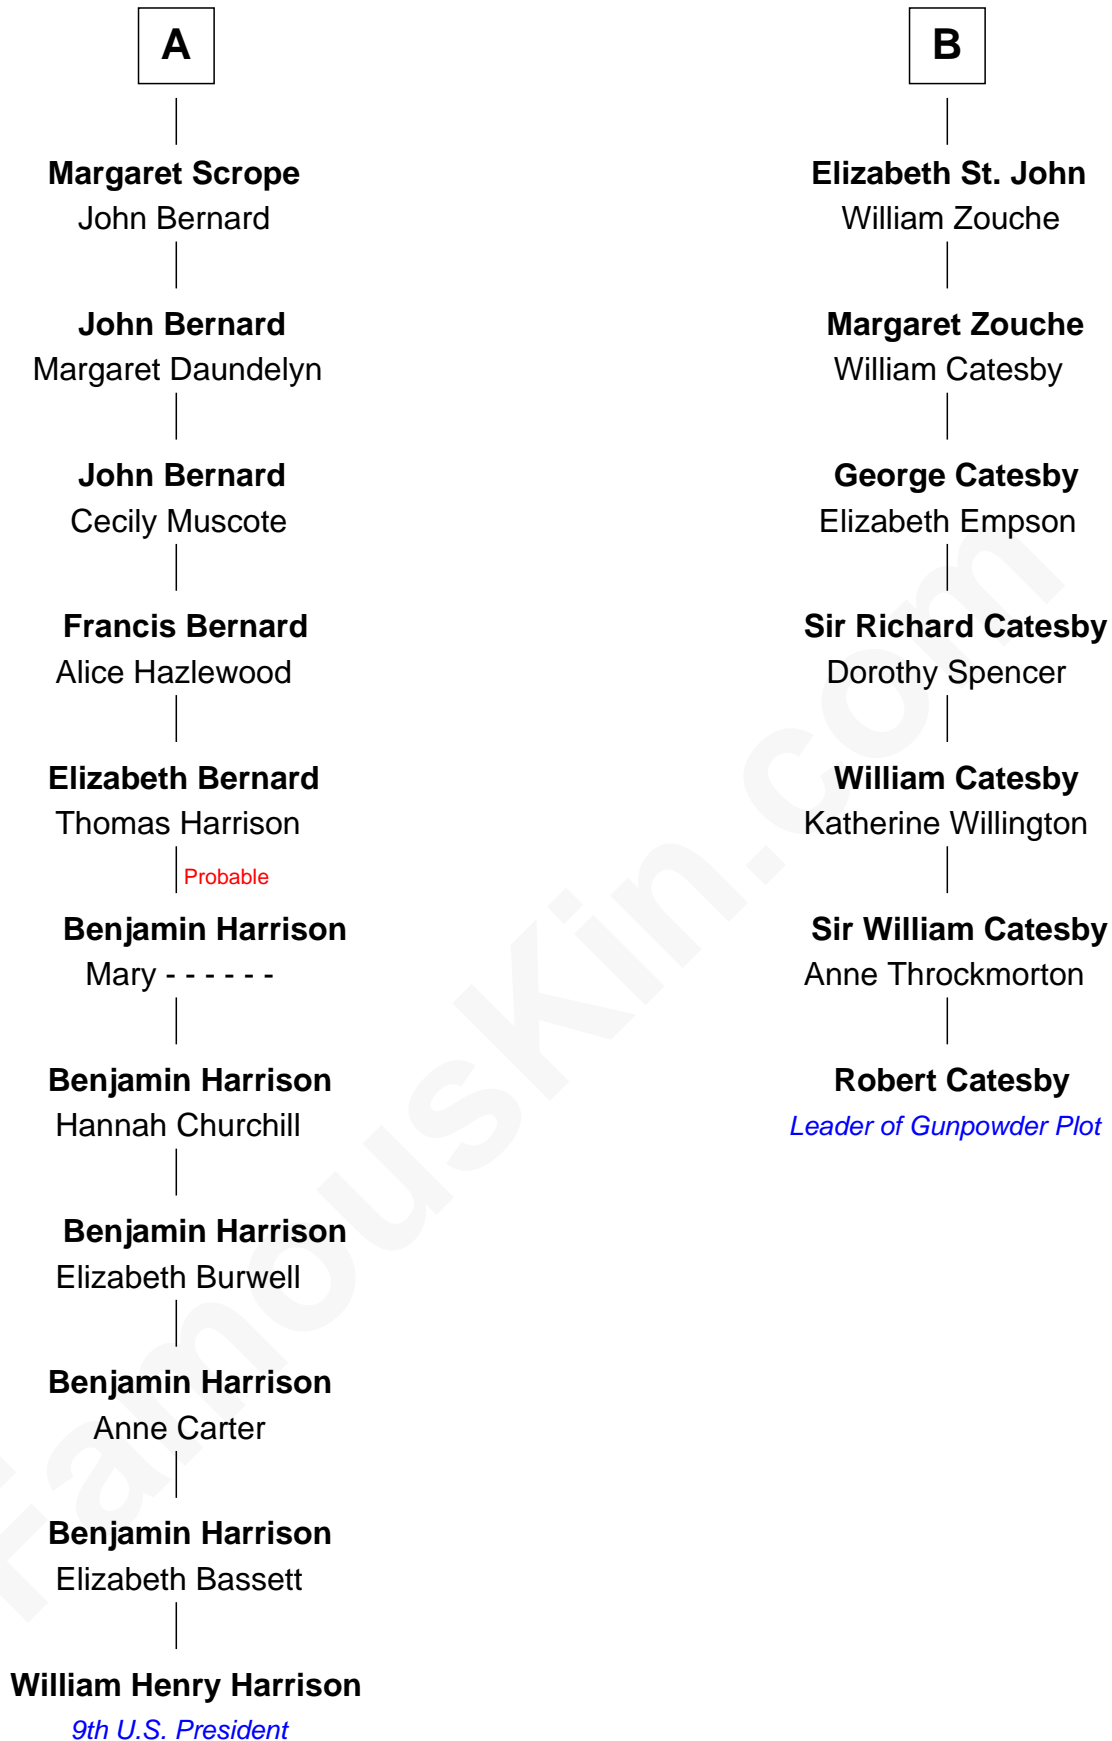 A
Margaret Scrope
John Bernard
John Bernard
Margaret Daundelyn
John Bernard
Cecily Muscote
Francis Bernard
Alice Hazlewood
Elizabeth Bernard
Thomas Harrison
Probable
Benjamin Harrison
Mary - - - - - -
Benjamin Harrison
Hannah Churchill
Benjamin Harrison
Elizabeth Burwell
Benjamin Harrison
Anne Carter
Benjamin Harrison
Elizabeth Bassett
William Henry Harrison
9th U.S. President
B
Elizabeth St. John
William Zouche
Margaret Zouche
William Catesby
George Catesby
Elizabeth Empson
Sir Richard Catesby
Dorothy Spencer
William Catesby
Katherine Willington
Sir William Catesby
Anne Throckmorton
Robert Catesby
Leader of Gunpowder Plot
FamousKin.com